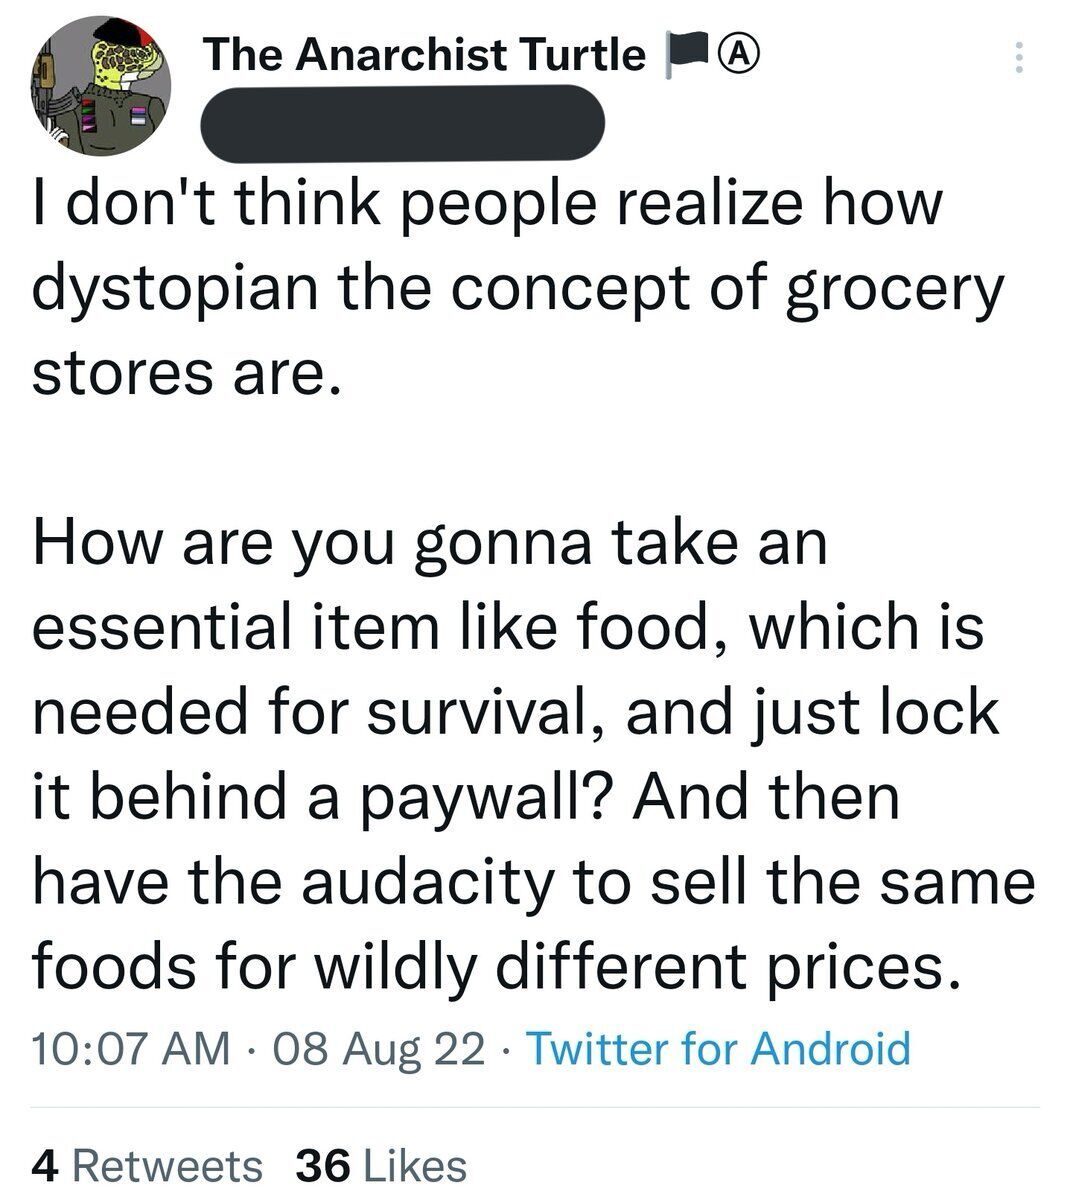 The Anarchist Turtle 🏴Ⓐ
I don't think people realize how
dystopian the concept of grocery
stores are.
How are you gonna take an
essential item like food, which is
needed for survival, and just lock
it behind a paywall? And then
have the audacity to sell the same
foods for wildly different prices.
10:07 AM · 08 Aug 22 · Twitter for Android
4 Retweets 36 Likes